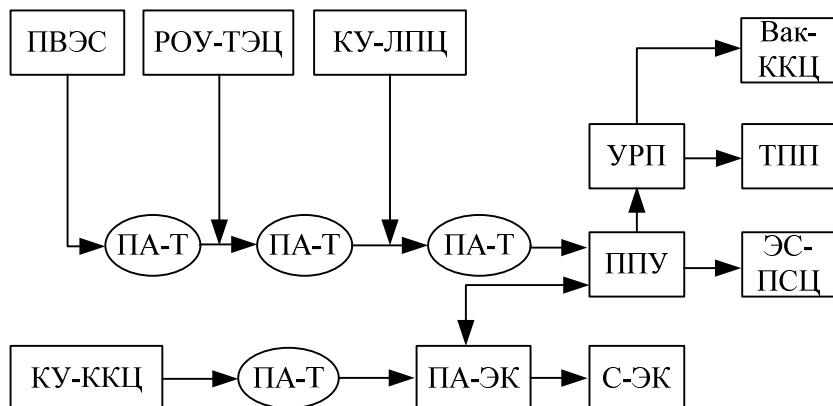 ПВЭС
РОУ-ТЭЦ
КУ-ЛПЦ
Вак-
ККЦ
УРП
ТПП
ПА-Т
ПА-Т
ПА-Т
ППУ
ЭС-
ПСЦ
КУ-ККЦ
ПА-Т
ПА-ЭК
С-ЭК